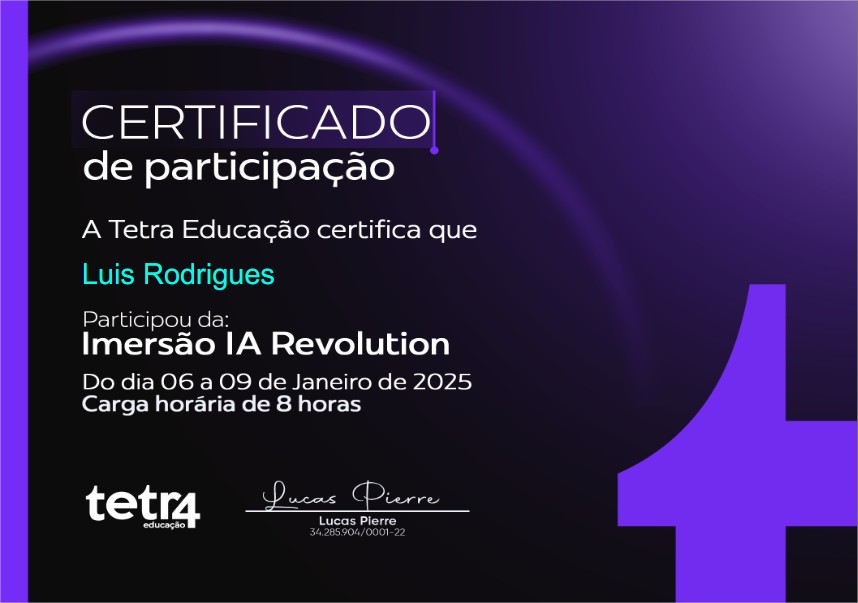 CERTIFICADO
de participação
A Tetra Educação certifica que
Luis Rodrigues
Participou da:
Imersão IA Revolution
Do dia 06 a 09 de Janeiro de 2025
Carga horária de 8 horas
tetr4
educação
Lucas Pierre
Lucas Pierre
34.285.904/0001-22